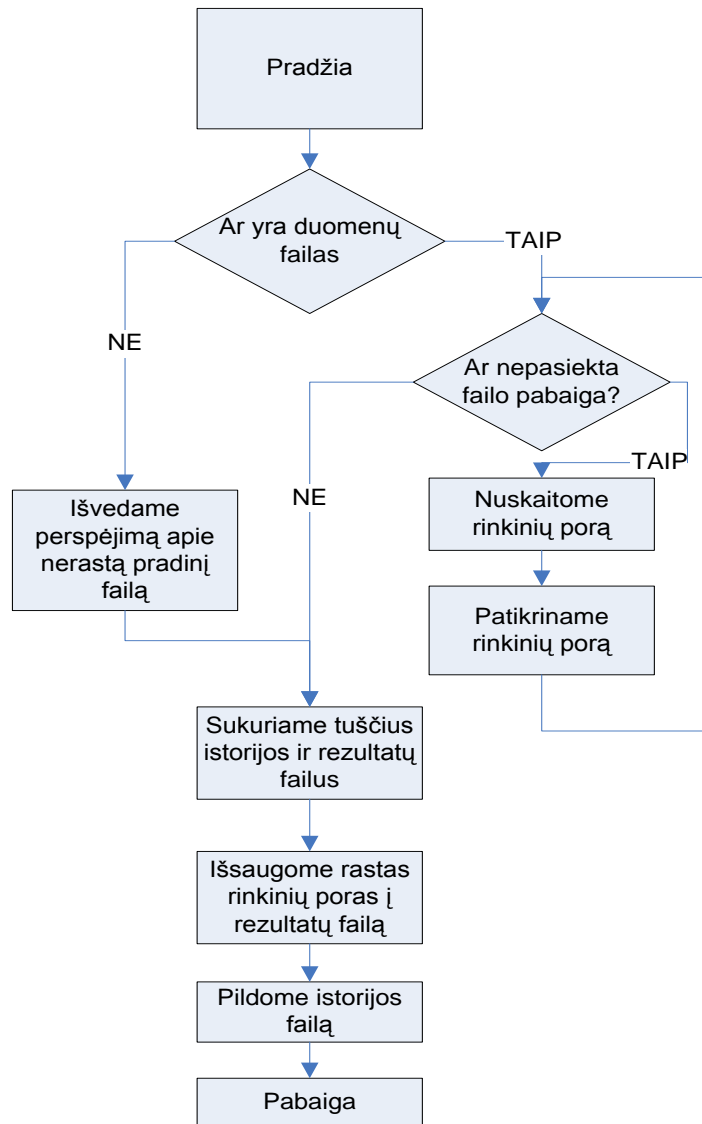 Pradžia
Ar yra duomenų
failas
TAIP
NE
Ar nepasiekta
failo pabaiga?
TAIP
NE
Išvedame
perspėjimą apie
nerastą pradinį
failą
Nuskaitome
rinkinių porą
Patikriname
rinkinių porą
Sukuriame tuščius
istorijos ir rezultatų
failus
Išsaugome rastas
rinkinių poras į
rezultatų failą
Pildome istorijos
failą
Pabaiga